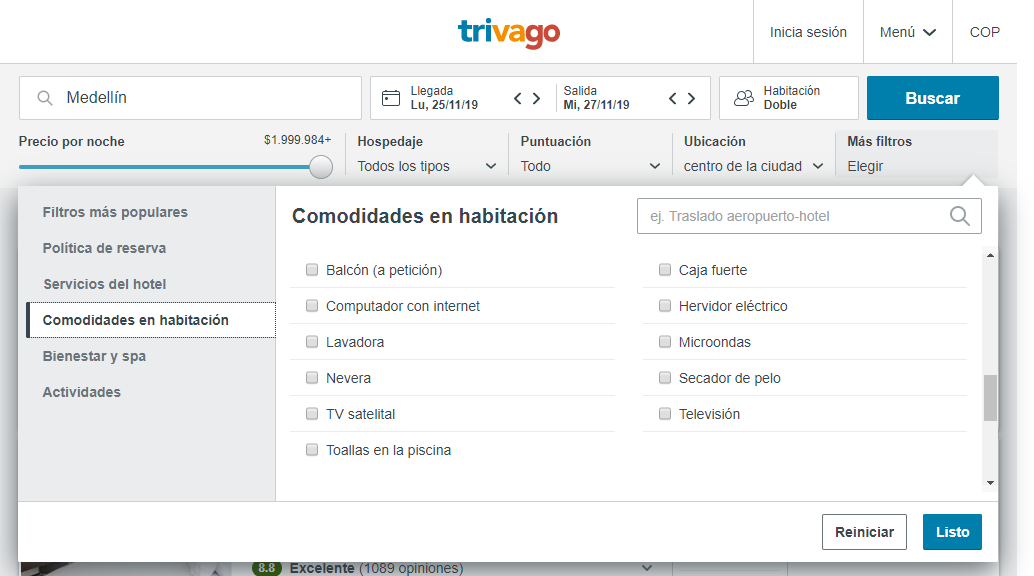 trivago
Inicia sesión
Menú
COP
Medellín
Llegada
Lu, 25/11/19
Salida
Mi, 27/11/19
Habitación
Doble
Buscar
Precio por noche
$1.999.984+
Hospedaje
Todos los tipos
Puntuación
Todo
Ubicación
centro de la ciudad
Más filtros
Elegir
Filtros más populares
Política de reserva
Servicios del hotel
Comodidades en habitación
Bienestar y spa
Actividades
Comodidades en habitación
ej. Traslado aeropuerto-hotel
Balcón (a petición)
Caja fuerte
Computador con internet
Hervidor eléctrico
Lavadora
Microondas
Nevera
Secador de pelo
TV satelital
Televisión
Toallas en la piscina
Reiniciar
Listo
8.8 Excelente (1089 opiniones)